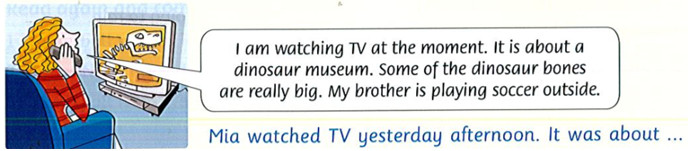 I am watching TV at the moment. It is about a
dinosaur museum. Some of the dinosaur bones
are really big. My brother is playing soccer outside.
Mia watched TV yesterday afternoon. It was about ...